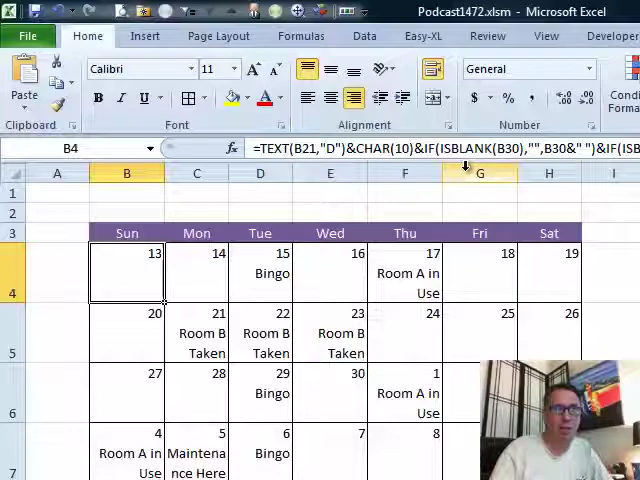 Podcast1472.xlsm - Microsoft Excel
File Home Insert Page Layout Formulas Data Easy-XL View Developer
Paste Calibri 11 A A General
B I U A $ % , Condi
Clipboard Font Alignment Number Forma
B4 fx =TEXT(B21,"D")&CHAR(10)&IF(ISBLANK(B30),"",B30&" ")&IF(ISB
A B C D E F G H I
1
2
3 Sun Mon Tue Wed Thu Fri Sat
13 14 15 16 17 18 19
Bingo Room A in
4 Use
20 21 22 23 24 25 26
Room B Room B Room B
5 Taken Taken Taken
27 28 29 30 1
Bingo Room A in
6 Use
4 5 6 7 8
Room A in Maintena Bingo
7 Use nce Here